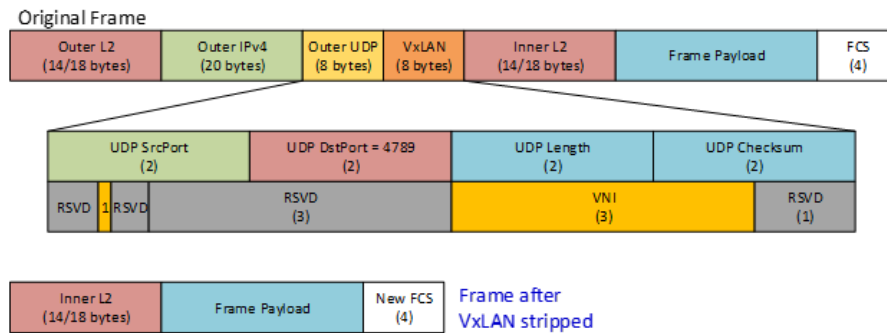 Original Frame
Outer L2 Outer IPv4 Outer UDP VxLAN Inner L2 Frame Payload FCS
(14/18 bytes) (20 bytes) (8 bytes) (8 bytes) (14/18 bytes) (4)
UDP SrcPort UDP DstPort = 4789 UDP Length UDP Checksum
(2) (2) (2) (2)
RSVD 1 RSVD RSVD VNI RSVD
(3) (3) (1)
Inner L2 Frame Payload New FCS Frame after
(14/18 bytes) (4) VxLAN stripped